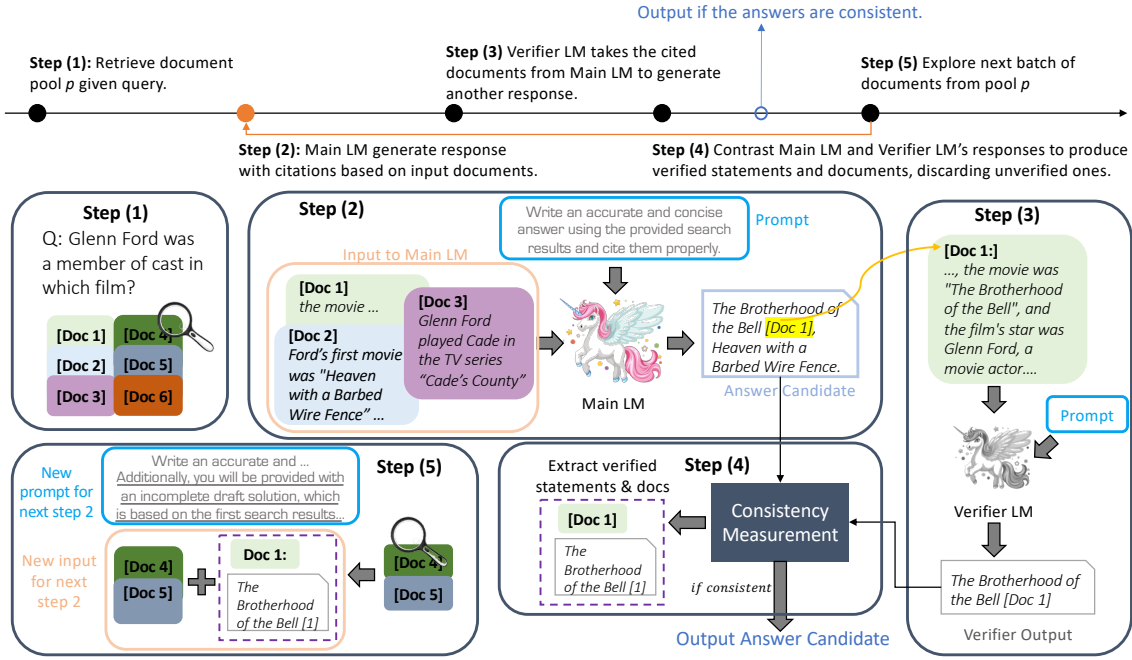 Output if the answers are consistent.
Step (1): Retrieve document
pool p given query.
Step (3) Verifier LM takes the cited
documents from Main LM to generate
another response.
Step (5) Explore next batch of
documents from pool p
Step (2): Main LM generate response
with citations based on input documents.
Step (4) Contrast Main LM and Verifier LM's responses to produce
verified statements and documents, discarding unverified ones.
Step (1)
Q: Glenn Ford was
a member of cast in
which film?
[Doc 1]
[Doc 4]
[Doc 2]
[Doc 5]
[Doc 3]
[Doc 6]
Step (2)
Write an accurate and concise
answer using the provided search
results and cite them properly.
Prompt
Input to Main LM
[Doc 1]
the movie ...
[Doc 2]
Ford's first movie
was "Heaven
with a Barbed
Wire Fence" ...
[Doc 3]
Glenn Ford
played Cade in
the TV series
"Cade's County"
Main LM
The Brotherhood of
the Bell [Doc 1],
Heaven with a
Barbed Wire Fence.
Answer Candidate
Step (3)
[Doc 1:]
..., the movie was
"The Brotherhood
of the Bell", and
the film's star was
Glenn Ford, a
movie actor....
Prompt
Verifier LM
The Brotherhood of
the Bell [Doc 1]
Verifier Output
Step (4)
Extract verified
statements & docs
[Doc 1]
The
Brotherhood
of the Bell [1]
Consistency
Measurement
if consistent
Output Answer Candidate
Step (5)
New
prompt for
next step 2
Write an accurate and ...
Additionally, you will be provided with
an incomplete draft solution, which
is based on the first search results...
New input
for next
step 2
[Doc 4]
[Doc 5]
Doc 1:
The
Brotherhood
of the Bell [1]
[Doc 4]
[Doc 5]